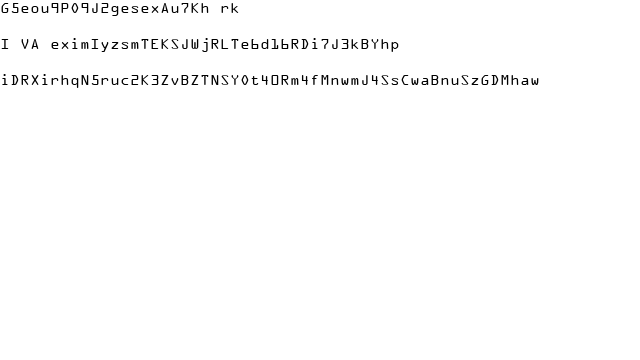 G5eou9P09J2gesexAu7Kh rk
I VA eximIyzsmTEKSJWjRLTe6d16RDi7J3kBYhp
iDRXirhqN5ruc2K3ZvBZTNSY0t4ORm4fMnwmJ4SsCwaBnuSzGDMhaw